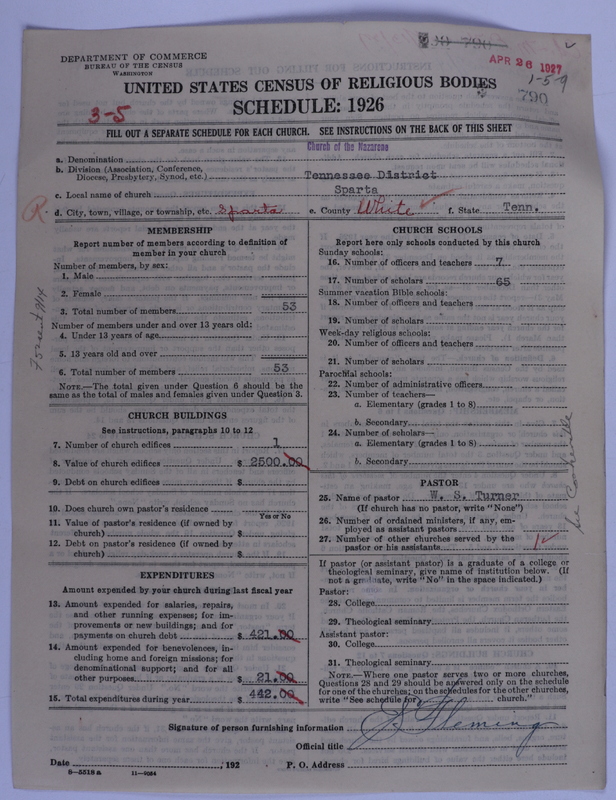 APR 26 1927
1-5-9
790
DEPARTMENT OF COMMERCE
BUREAU OF THE CENSUS
WASHINGTON
UNITED STATES CENSUS OF RELIGIOUS BODIES
3-5
SCHEDULE: 1926
FILL OUT A SEPARATE SCHEDULE FOR EACH CHURCH. SEE INSTRUCTIONS ON THE BACK OF THIS SHEET
a. Denomination Church of the Nazarene
b. Division (Association, Conference,
Diocese, Presbytery, Synod, etc.) Tennessee District
c. Local name of church Sparta
R. d. City, town, village, or township, etc. Sparta e. County White f. State Tenn.
MEMBERSHIP
Report number of members according to definition of
member in your church
Number of members, by sex:
1. Male
2. Female
3. Total number of members 53
Number of members under and over 13 years old:
4. Under 13 years of age
5. 13 years old and over
6. Total number of members 53
NOTE.—The total given under Question 6 should be the
same as the total of males and females given under Question 3.
CHURCH BUILDINGS
See instructions, paragraphs 10 to 12
7. Number of church edifices 1
8. Value of church edifices $ 2500.00
9. Debt on church edifices $
10. Does church own pastor's residence
Yes or No
11. Value of pastor's residence (if owned by
church) $
12. Debt on pastor's residence (if owned by
church) $
EXPENDITURES
Amount expended by your church during last fiscal year
13. Amount expended for salaries, repairs,
and other running expenses; for im-
provements or new buildings; and for
payments on church debt $ 421.00
14. Amount expended for benevolences, in-
cluding home and foreign missions; for
denominational support; and for all
other purposes $ 21.00
15. Total expenditures during year $ 442.00
CHURCH SCHOOLS
Report here only schools conducted by this church
Sunday schools:
16. Number of officers and teachers 7
17. Number of scholars 65
Summer vacation Bible schools:
18. Number of officers and teachers
19. Number of scholars
Week-day religious schools:
20. Number of officers and teachers
21. Number of scholars
Parochial schools:
22. Number of administrative officers
23. Number of teachers—
a. Elementary (grades 1 to 8)
b. Secondary
24. Number of scholars—
a. Elementary (grades 1 to 8)
b. Secondary
See Cookeville
PASTOR
25. Name of pastor W. S. Turner
(If church has no pastor, write "None")
26. Number of ordained ministers, if any, em-
ployed as assistant pastors
27. Number of other churches served by the
pastor or his assistants 1
If pastor (or assistant pastor) is a graduate of a college or
theological seminary, give name of institution below. (If
not a graduate, write "No" in the space indicated.)
Pastor:
28. College
29. Theological seminary
Assistant pastor:
30. College
31. Theological seminary
NOTE.—Where one pastor serves two or more churches,
Questions 28 and 29 should be answered only on the schedule
for one of the churches; on the schedules for the other churches,
write "See schedule for church."
Signature of person furnishing information S Fleming
Official title
Date , 192 P. O. Address
8-5518a 11-9034